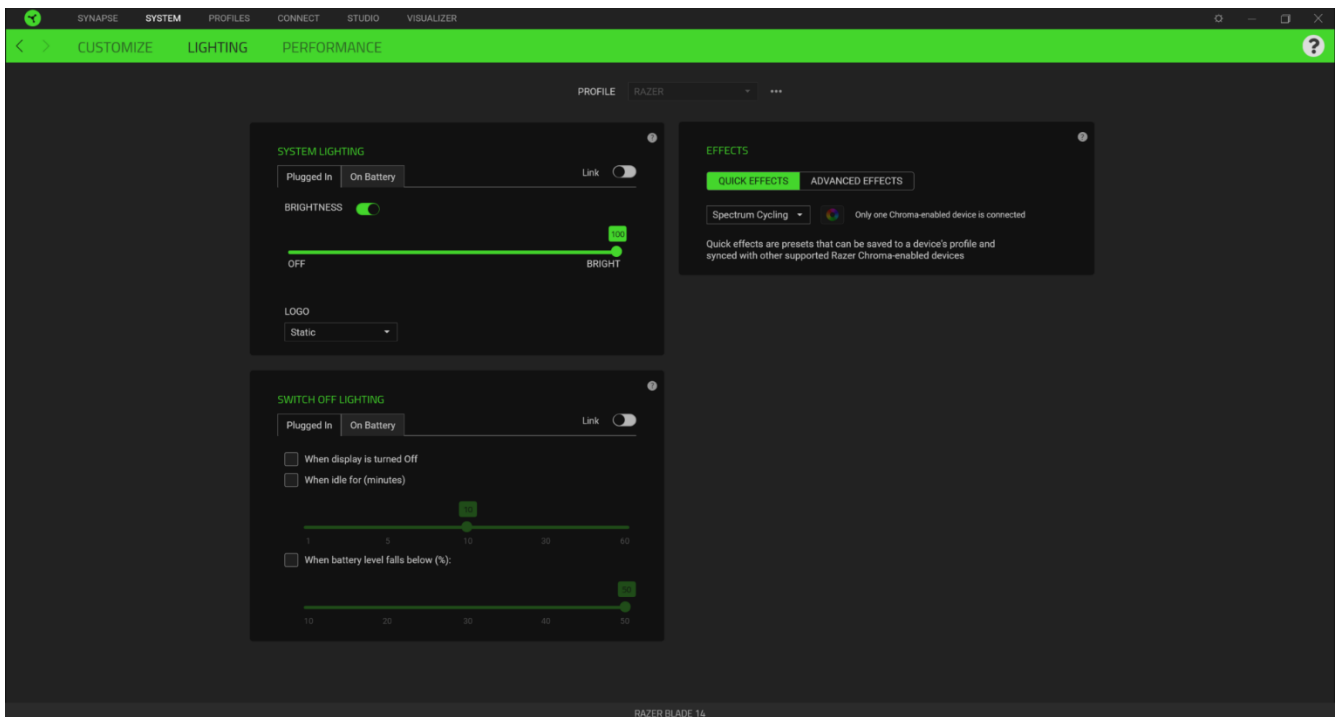 SYNAPSE SYSTEM PROFILES CONNECT STUDIO VISUALIZER
CUSTOMIZE LIGHTING PERFORMANCE ?
PROFILE RAZER
SYSTEM LIGHTING ?
Plugged In On Battery Link
BRIGHTNESS
100
OFF BRIGHT
LOGO
Static
EFFECTS ?
QUICK EFFECTS ADVANCED EFFECTS
Spectrum Cycling Only one Chroma-enabled device is connected
Quick effects are presets that can be saved to a device's profile and
synced with other supported Razer Chroma-enabled devices
SWITCH OFF LIGHTING ?
Plugged In On Battery Link
When display is turned Off
When idle for (minutes)
10
1 5 10 30 60
When battery level falls below (%):
50
10 20 30 40 50
RAZER BLADE 14